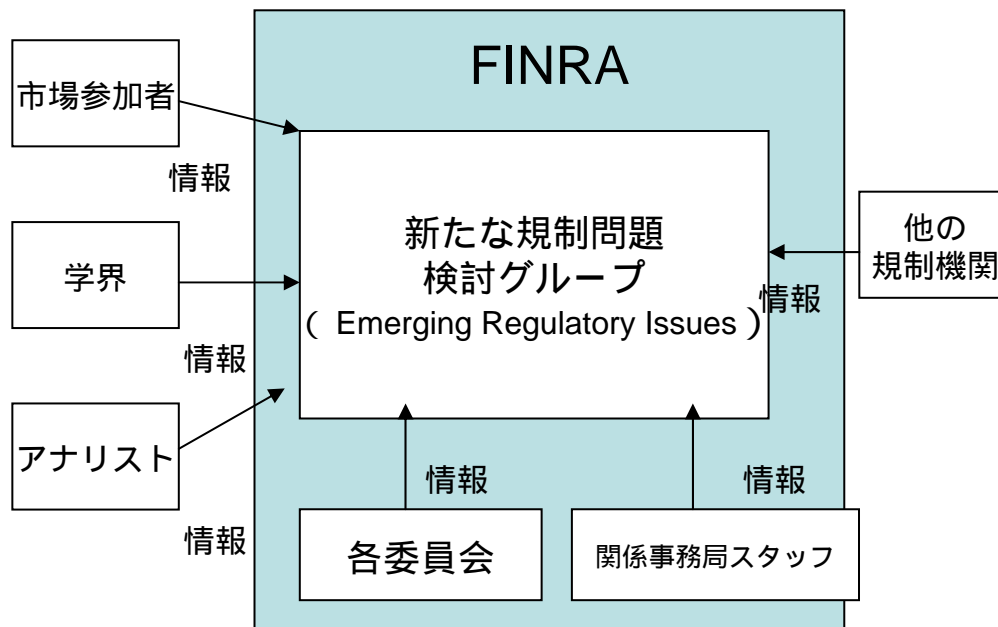 FINRA
市場参加者
情報
新たな規制問題
検討グループ
( Emerging Regulatory Issues )
他の
規制機関
情報
学界
情報
アナリスト
情報
情報
情報
各委員会
関係事務局スタッフ